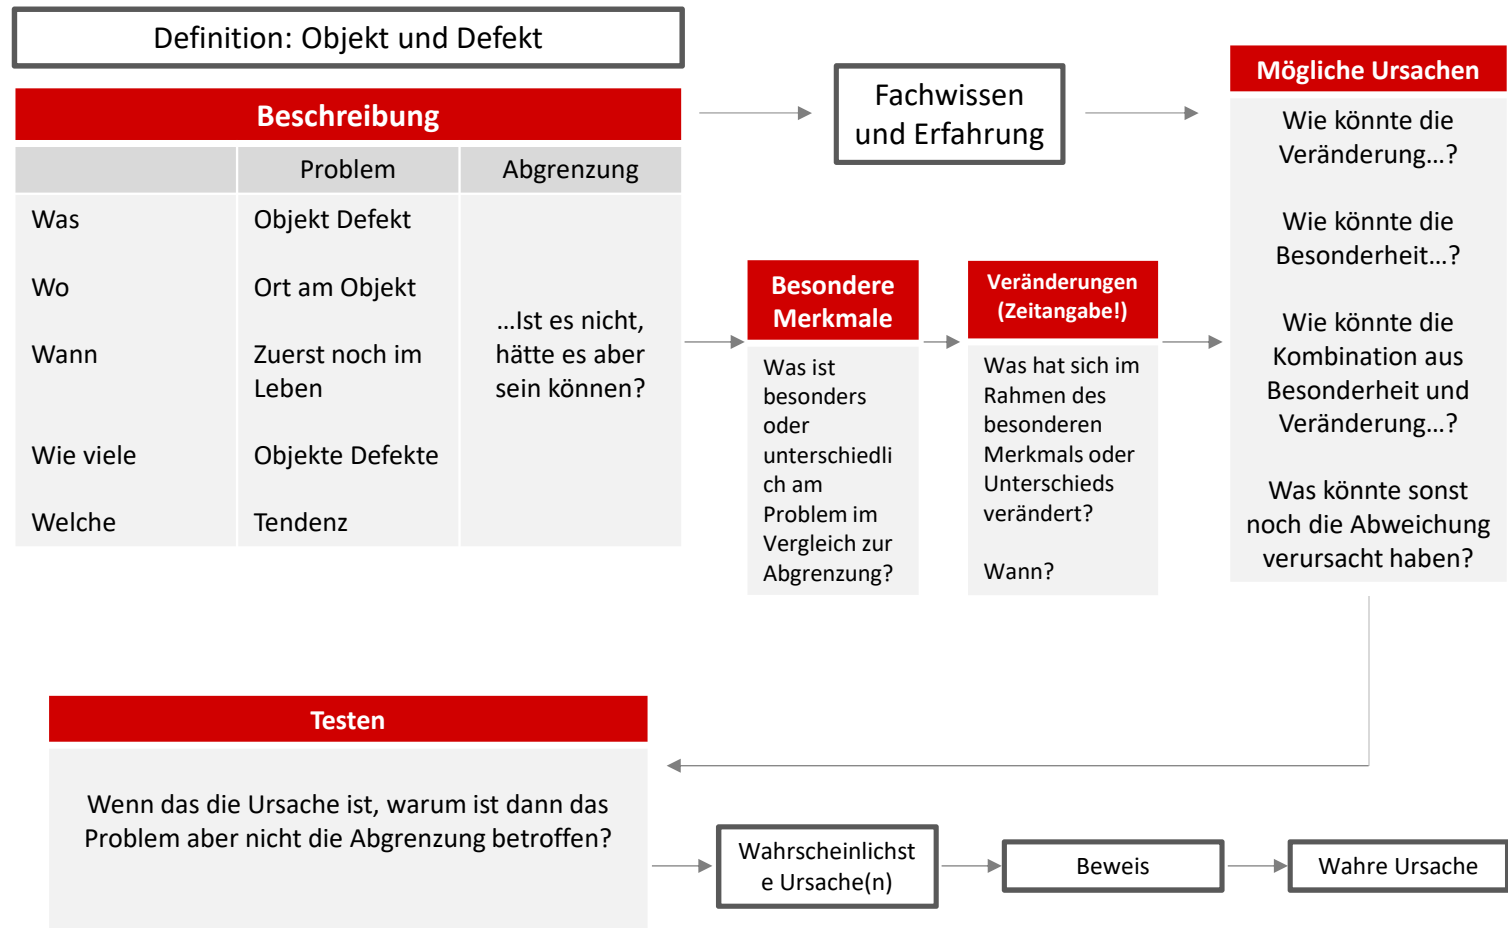 Definition: Objekt und Defekt
Beschreibung
Problem
Abgrenzung
Was
Objekt Defekt
Wo
Ort am Objekt
Wann
Zuerst noch im
Leben
Wie viele
Objekte Defekte
Welche
Tendenz
...Ist es nicht,
hätte es aber
sein können?
Fachwissen
und Erfahrung
Besondere
Merkmale
Was ist
besonders
oder
unterschiedli
ch am
Problem im
Vergleich zur
Abgrenzung?
Veränderungen
(Zeitangabe!)
Was hat sich im
Rahmen des
besonderen
Merkmals oder
Unterschieds
verändert?
Wann?
Mögliche Ursachen
Wie könnte die
Veränderung...?
Wie könnte die
Besonderheit...?
Wie könnte die
Kombination aus
Besonderheit und
Veränderung...?
Was könnte sonst
noch die Abweichung
verursacht haben?
Testen
Wenn das die Ursache ist, warum ist dann das
Problem aber nicht die Abgrenzung betroffen?
Wahrscheinlichst
e Ursache(n)
Beweis
Wahre Ursache